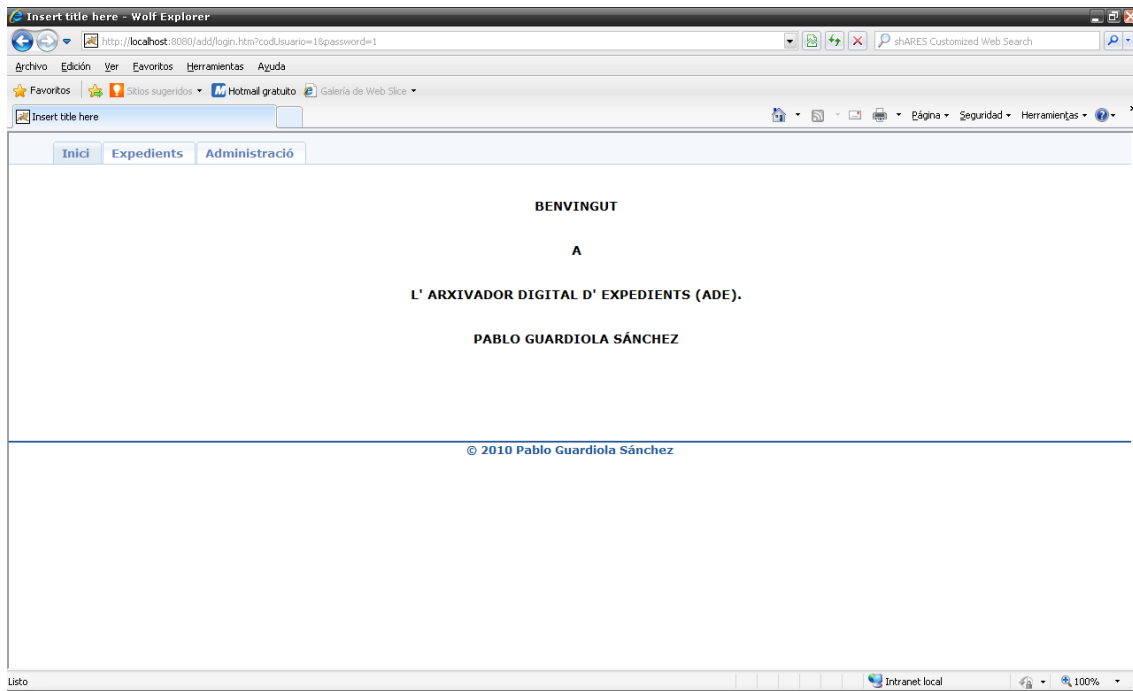 Insert title here - Wolf Explorer
http://localhost:8080/add/login.htm?codUsuario=1&password=1
shARES Customized Web Search
Archivo Edición Ver Favoritos Herramientas Ayuda
Favoritos Sitios sugeridos Hotmail gratuito Galería de Web Slice
Insert title here Página Seguridad Herramientas
Inici Expedients Administració
BENVINGUT
A
L' ARXIVADOR DIGITAL D' EXPEDIENTS (ADE).
PABLO GUARDIOLA SÁNCHEZ
© 2010 Pablo Guardiola Sánchez
Listo Intranet local 100%